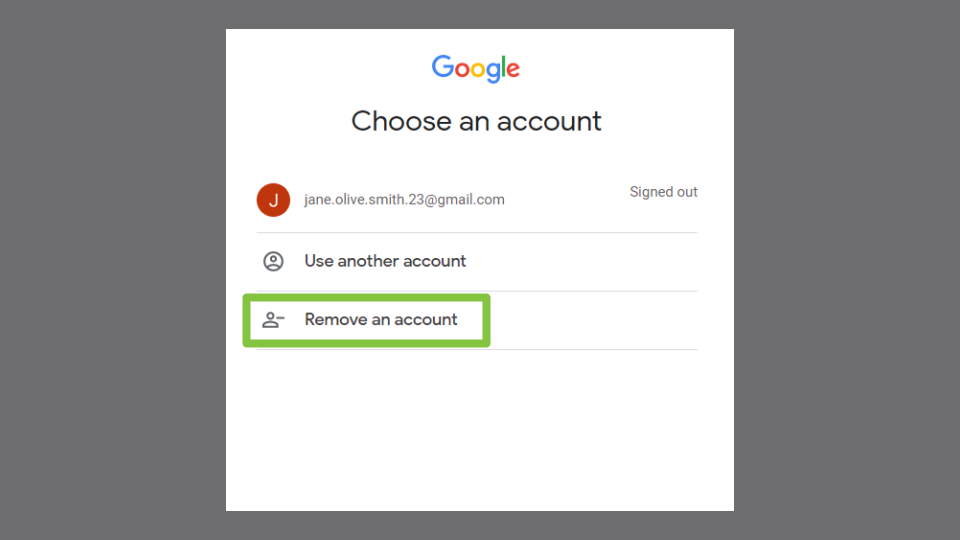 Google
Choose an account
J
jane.olive.smith.23@gmail.com
Signed out
Use another account
Remove an account